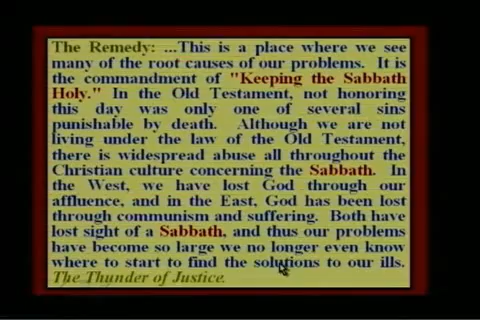 The Remedy: ...This is a place where we see
many of the root causes of our problems. It is
the commandment of "Keeping the Sabbath
Holy." In the Old Testament, not honoring
this day was only one of several sins
punishable by death. Although we are not
living under the law of the Old Testament,
there is widespread abuse all throughout the
Christian culture concerning the Sabbath. In
the West, we have lost God through our
affluence, and in the East, God has been lost
through communism and suffering. Both have
lost sight of a Sabbath, and thus our problems
have become so large we no longer even know
where to start to find the solutions to our ills.
The Thunder of Justice.